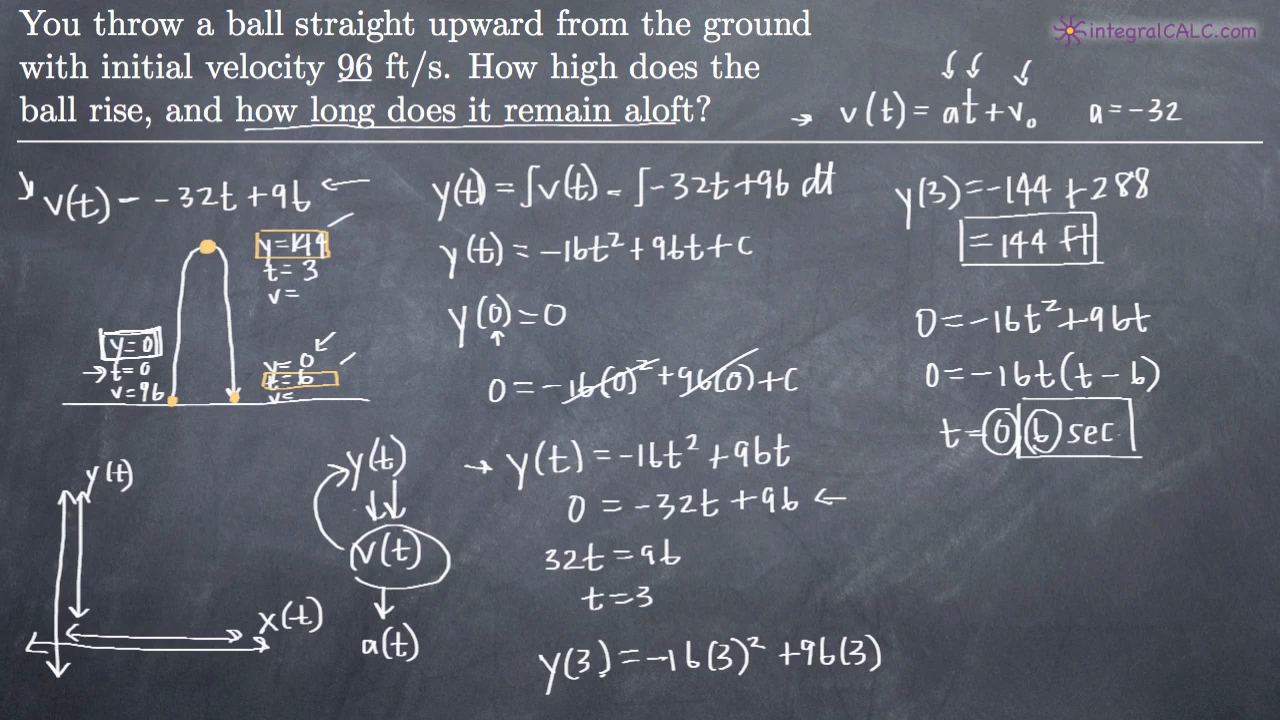 You throw a ball straight upward from the ground
with initial velocity 96 ft/s. How high does the
ball rise, and how long does it remain aloft?
integralCALC.com
→ v(t) = at + v₀   a = -32
v(t) = -32t + 96 ←
y=144
t= 3
v=
y= 0
→ t= 0
v= 96
y= 0
t= 6
v=
y(t)
x(t)
y(t)
v(t)
a(t)
y(t) = ∫v(t) = ∫-32t+96 dt
y(t) = -16t² + 96t + C
y(0) = 0
0 = -16(0)² + 96(0) + C
→ y(t) = -16t² + 96t
0 = -32t + 96 ←
32t = 96
t = 3
y(3) = -16(3)² + 96(3)
y(3) = -144 + 288
= 144 ft
0 = -16t² + 96t
0 = -16t(t - 6)
t = 0 6 sec